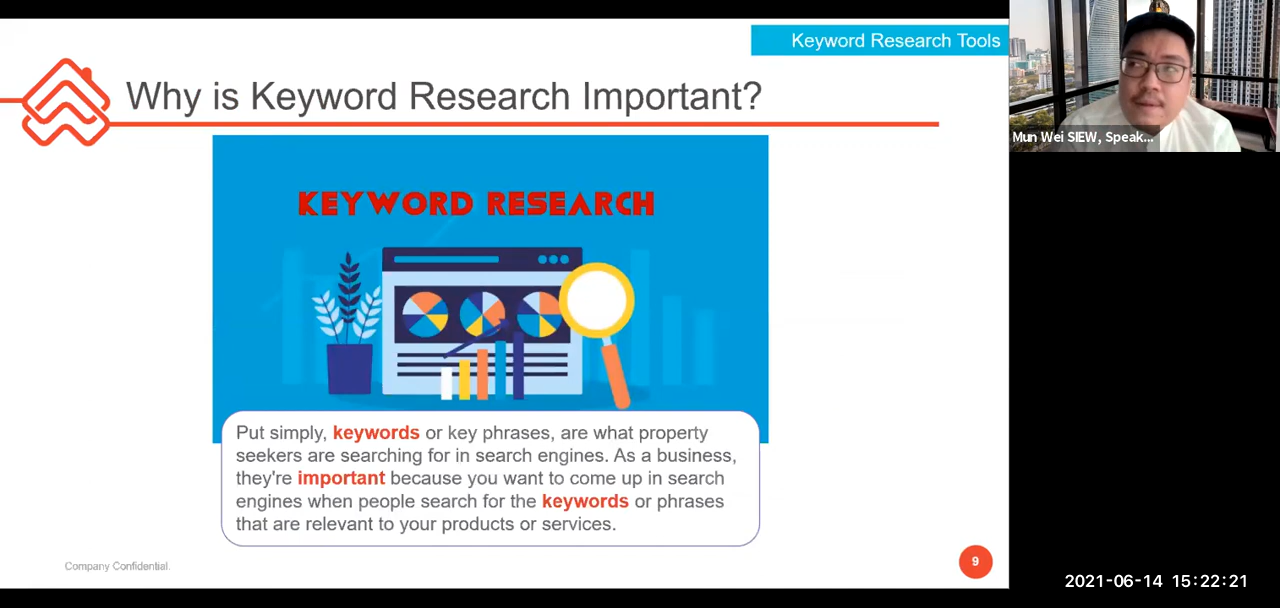 Keyword Research Tools
Why is Keyword Research Important?
KEYWORD RESEARCH
Put simply, keywords or key phrases, are what property
seekers are searching for in search engines. As a business,
they're important because you want to come up in search
engines when people search for the keywords or phrases
that are relevant to your products or services.
Company Confidential.
9
Mun Wei SIEW, Speak...
2021-06-14 15:22:21